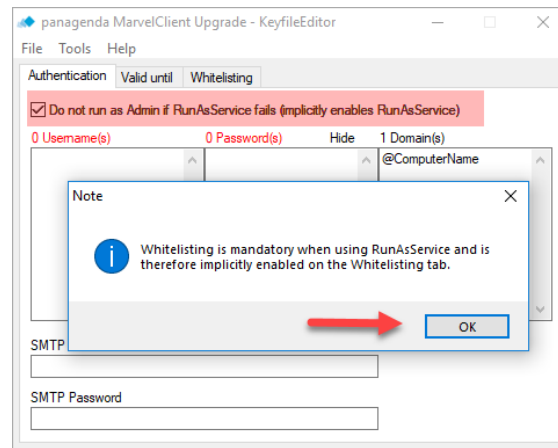 panagenda MarvelClient Upgrade - KeyfileEditor
File Tools Help
Authentication Valid until Whitelisting
Do not run as Admin if RunAsService fails (implicitly enables RunAsService)
0 Username(s) 0 Password(s) Hide 1 Domain(s)
@ComputerName
Note
Whitelisting is mandatory when using RunAsService and is
therefore implicitly enabled on the Whitelisting tab.
OK
SMTP
SMTP Password